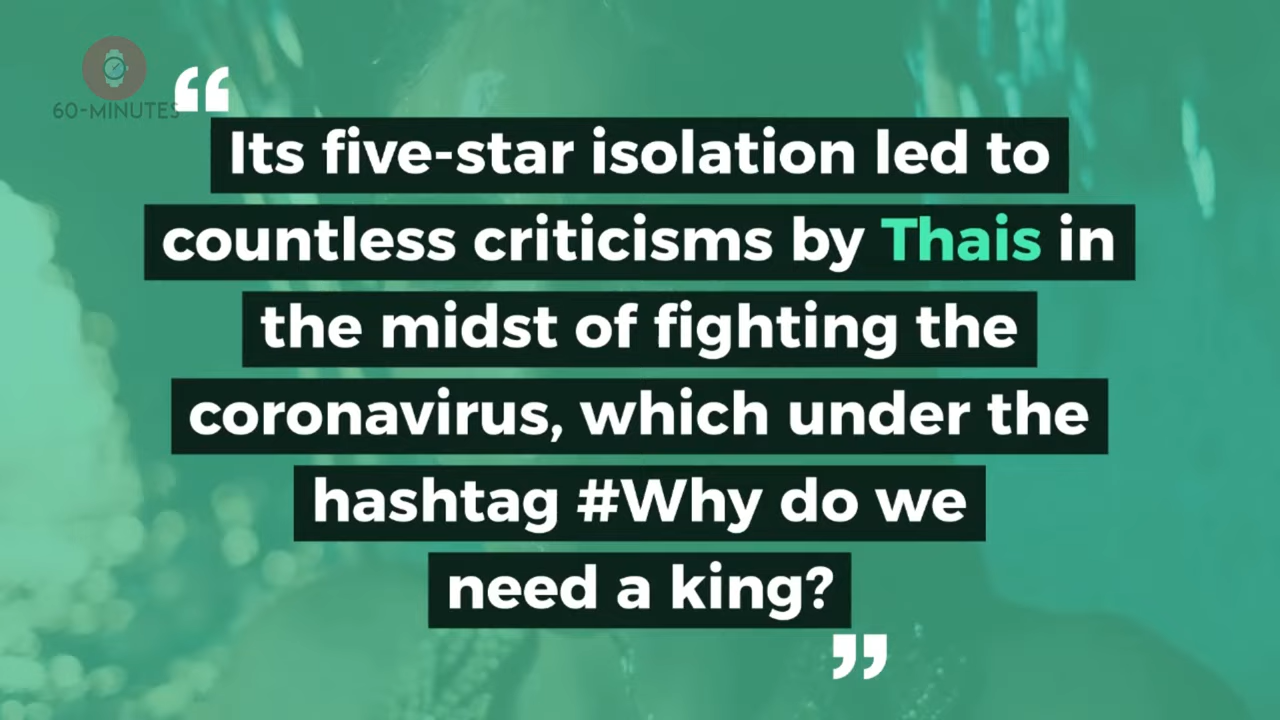 60-MINUTES
“
Its five-star isolation led to
countless criticisms by Thais in
the midst of fighting the
coronavirus, which under the
hashtag #Why do we
need a king?
”